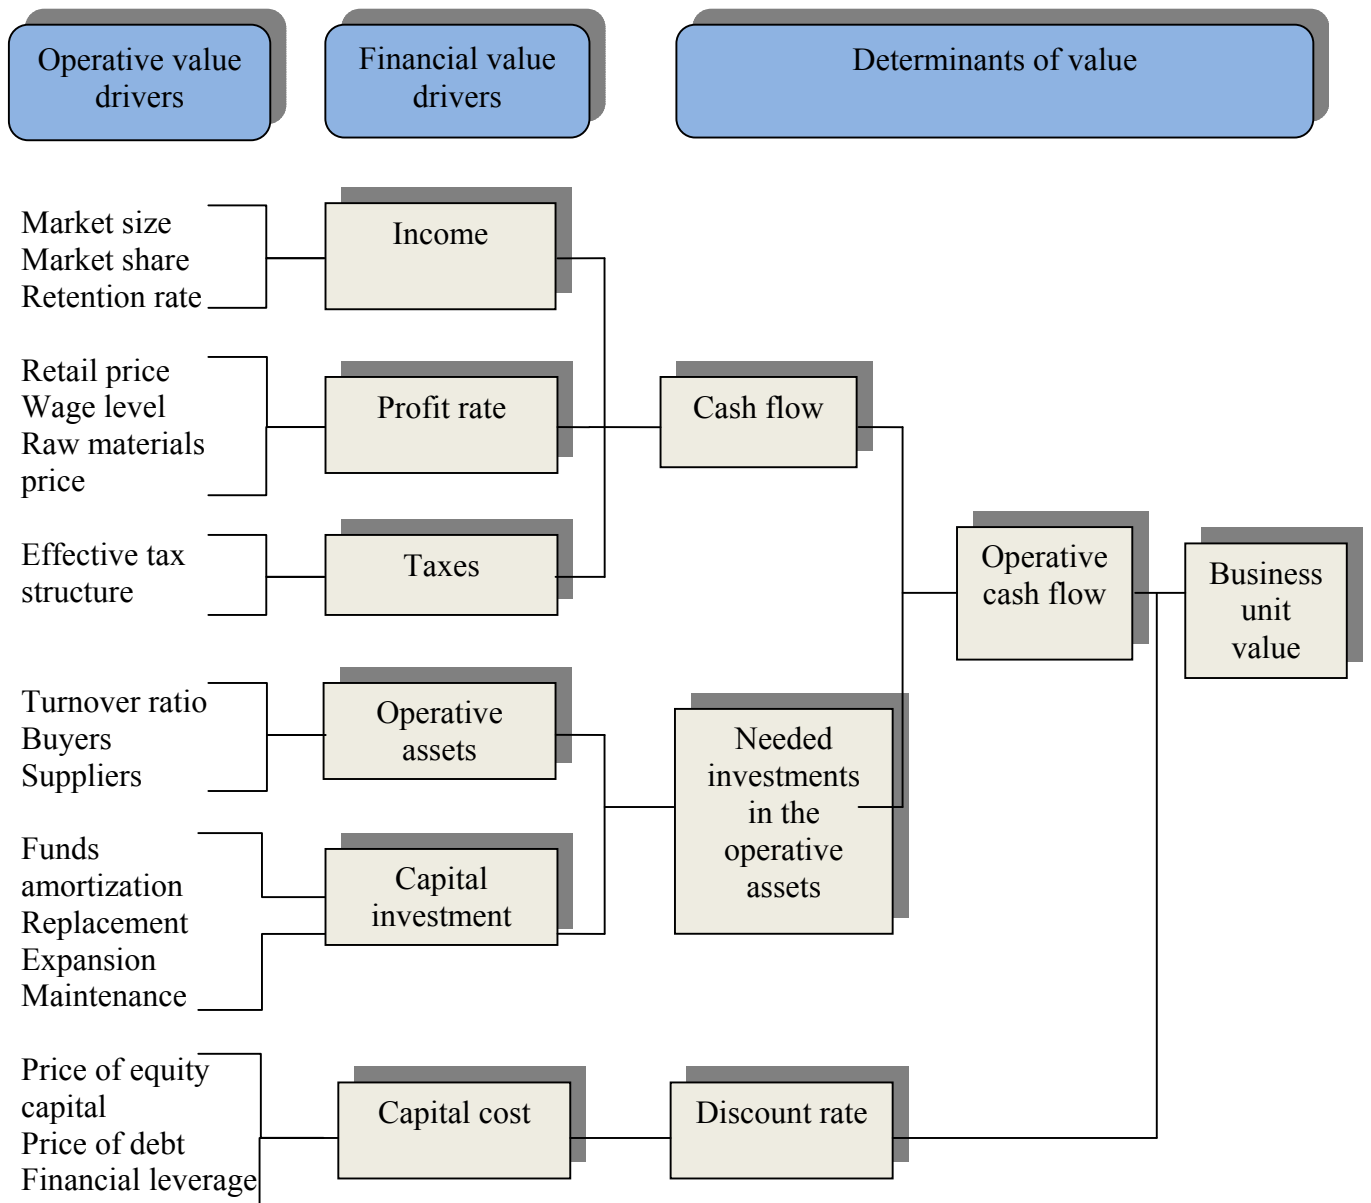 Operative value
drivers
Financial value
drivers
Determinants of value
Market size
Market share
Retention rate
Income
Retail price
Wage level
Raw materials
price
Profit rate
Cash flow
Effective tax
structure
Taxes
Operative
cash flow
Business
unit
value
Turnover ratio
Buyers
Suppliers
Operative
assets
Needed
investments
in the
operative
assets
Funds
amortization
Replacement
Expansion
Maintenance
Capital
investment
Price of equity
capital
Price of debt
Financial leverage
Capital cost
Discount rate